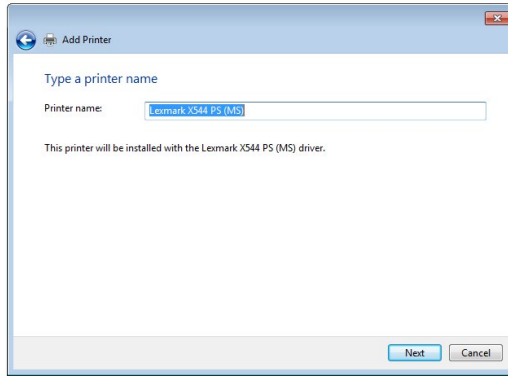 Add Printer
Type a printer name
Printer name: Lexmark X544 PS (MS)
This printer will be installed with the Lexmark X544 PS (MS) driver.
Next Cancel